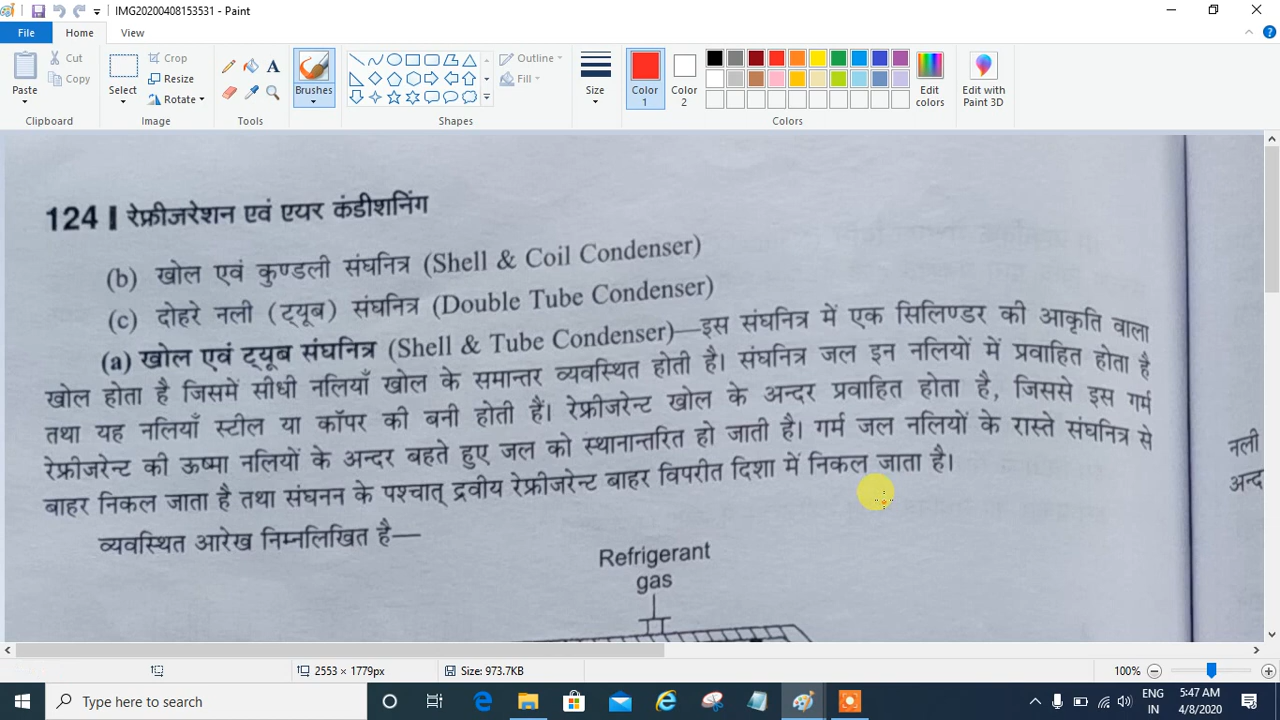 IMG20200408153531 - Paint
File Home View
Paste Cut Copy Clipboard
Select Crop Resize Rotate Image
Tools
Brushes
Outline Fill Shapes
Size
Color 1 Color 2 Edit colors Colors
Edit with Paint 3D
124 | रेफ्रीजरेशन एवं एयर कंडीशनिंग
(b) खोल एवं कुण्डली संघनित्र (Shell & Coil Condenser)
(c) दोहरे नली (ट्यूब) संघनित्र (Double Tube Condenser)
(a) खोल एवं ट्यूब संघनित्र (Shell & Tube Condenser)—इस संघनित्र में एक सिलिण्डर की आकृति वाला
खोल होता है जिसमें सीधी नलियाँ खोल के समान्तर व्यवस्थित होती है। संघनित्र जल इन नलियों में प्रवाहित होता है
तथा यह नलियाँ स्टील या कॉपर की बनी होती हैं। रेफ्रीजरेन्ट खोल के अन्दर प्रवाहित होता है, जिससे इस गर्म
रेफ्रीजरेन्ट की ऊष्मा नलियों के अन्दर बहते हुए जल को स्थानान्तरित हो जाती है। गर्म जल नलियों के रास्ते संघनित्र से
बाहर निकल जाता है तथा संघनन के पश्चात् द्रवीय रेफ्रीजरेन्ट बाहर विपरीत दिशा में निकल जाता है।
व्यवस्थित आरेख निम्नलिखित है—
Refrigerant
gas
नली
अन्द
2553 × 1779px
Size: 973.7KB
100%
Type here to search
ENG
IN
5:47 AM
4/8/2020